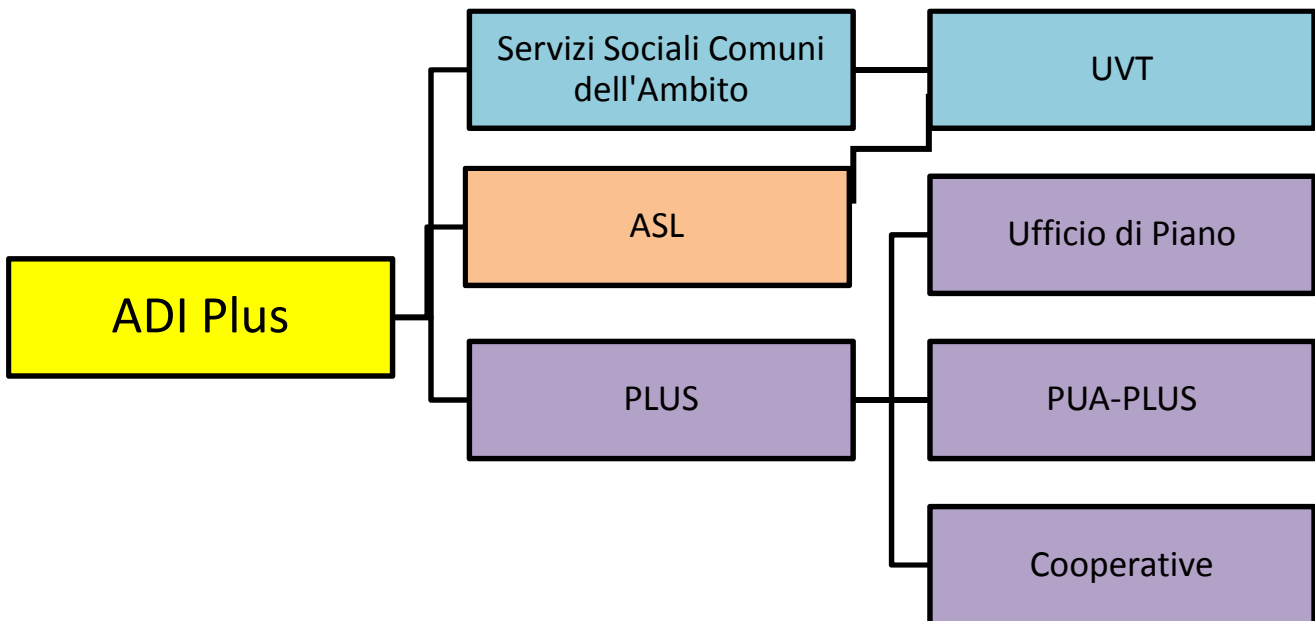 Servizi Sociali Comuni
dell'Ambito
UVT
ASL
Ufficio di Piano
ADI Plus
PLUS
PUA-PLUS
Cooperative